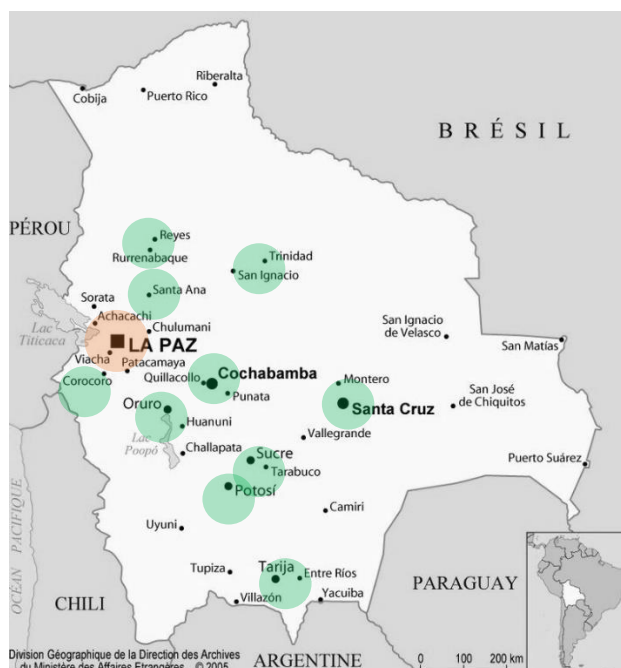 Riberalta
Cobija
Puerto Rico
BRÉSIL
PÉROU
Reyes
Rurrenabaque
Trinidad
San Ignacio
Santa Ana
Sorata
Achacachi
Lac
Titicaca
Chulumani
LA PAZ
San Ignacio
de Velasco
San Matías
Viacha
Patacamaya
Corocoro
Quillacollo
Cochabamba
Montero
Punata
Santa Cruz
San José
de Chiquitos
Oruro
Huanuni
Lac
Poopó
Challapata
Vallegrande
Sucre
Tarabuco
Puerto Suárez
Potosí
Camiri
Uyuni
OCÉAN PACIFIQUE
Tupiza
Tarija
Entre Ríos
Villazón
Yacuiba
PARAGUAY
CHILI
ARGENTINE
0 100 200 km
Division Géographique de la Direction des Archives
du Ministère des Affaires Etrangères © 2005